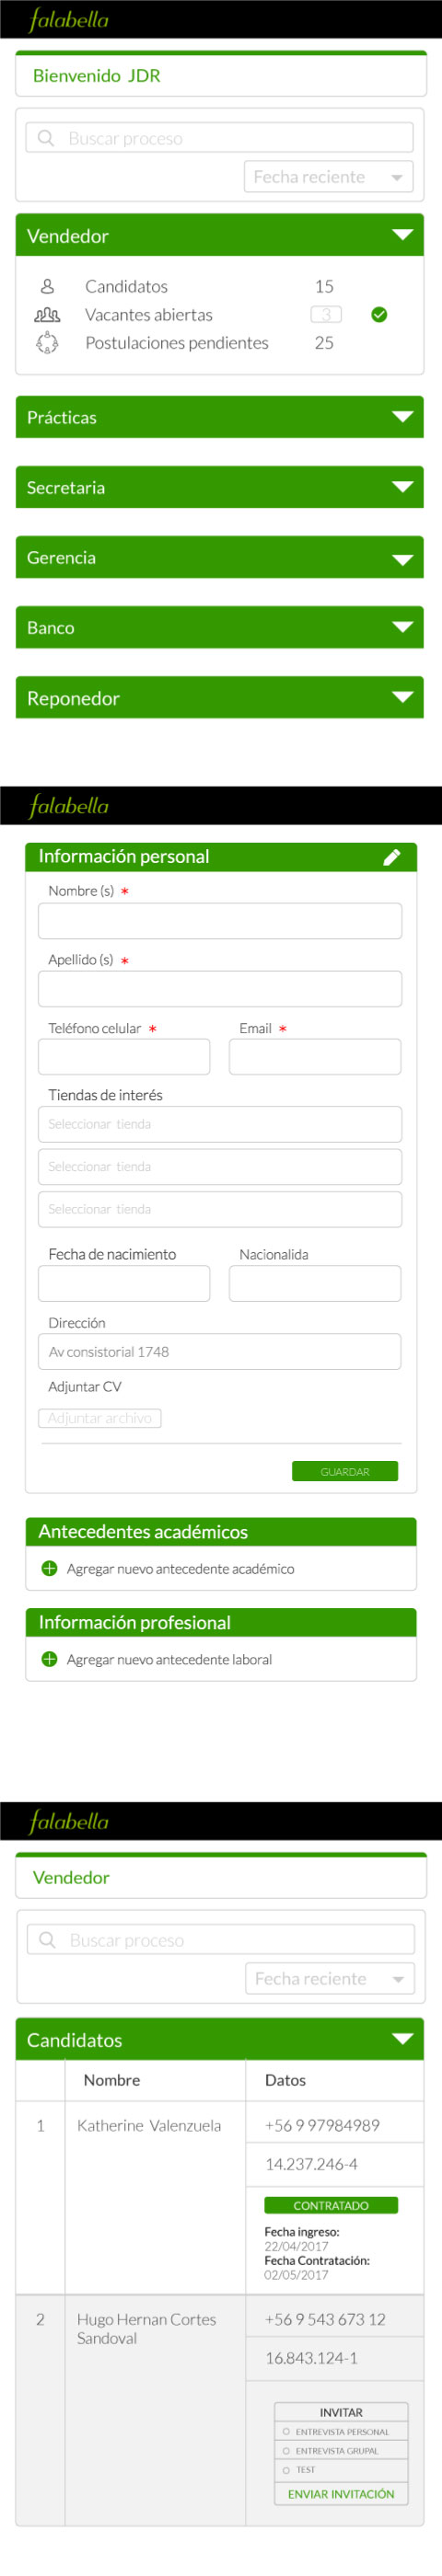 falabella
Bienvenido JDR
Buscar proceso
Fecha reciente
Vendedor
Candidatos 15
Vacantes abiertas 3
Postulaciones pendientes 25
Prácticas
Secretaria
Gerencia
Banco
Reponedor
falabella
Información personal
Nombre (s) *
Apellido (s) *
Teléfono celular * Email *
Tiendas de interés
Seleccionar tienda
Seleccionar tienda
Seleccionar tienda
Fecha de nacimiento Nacionalida
Dirección
Av consistorial 1748
Adjuntar CV
Adjuntar archivo
GUARDAR
Antecedentes académicos
Agregar nuevo antecedente académico
Información profesional
Agregar nuevo antecedente laboral
falabella
Vendedor
Buscar proceso
Fecha reciente
Candidatos
Nombre Datos
1 Katherine Valenzuela +56 9 97984989
14.237.246-4
CONTRATADO
Fecha ingreso:
22/04/2017
Fecha Contratación:
02/05/2017
2 Hugo Hernan Cortes +56 9 543 673 12
Sandoval
16.843.124-1
INVITAR
ENTREVISTA PERSONAL
ENTREVISTA GRUPAL
TEST
ENVIAR INVITACIÓN